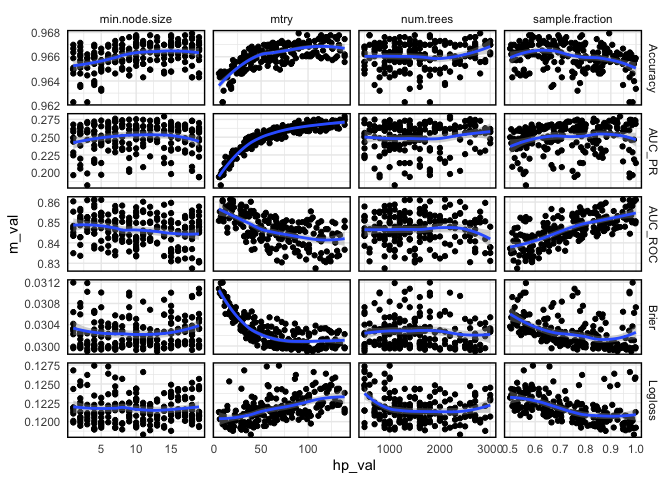 min.node.size mtry num.trees sample.fraction
0.968
0.966
0.964
0.962
Accuracy
0.275
0.250
0.225
0.200
AUC_PR
0.86
0.85
0.84
0.83
AUC_ROC
m_val
0.0312
0.0308
0.0304
0.0300
Brier
0.1275
0.1250
0.1225
0.1200
Logloss
5 10 15 0 50 100 1000 2000 3000 0.5 0.6 0.7 0.8 0.9 1.0
hp_val